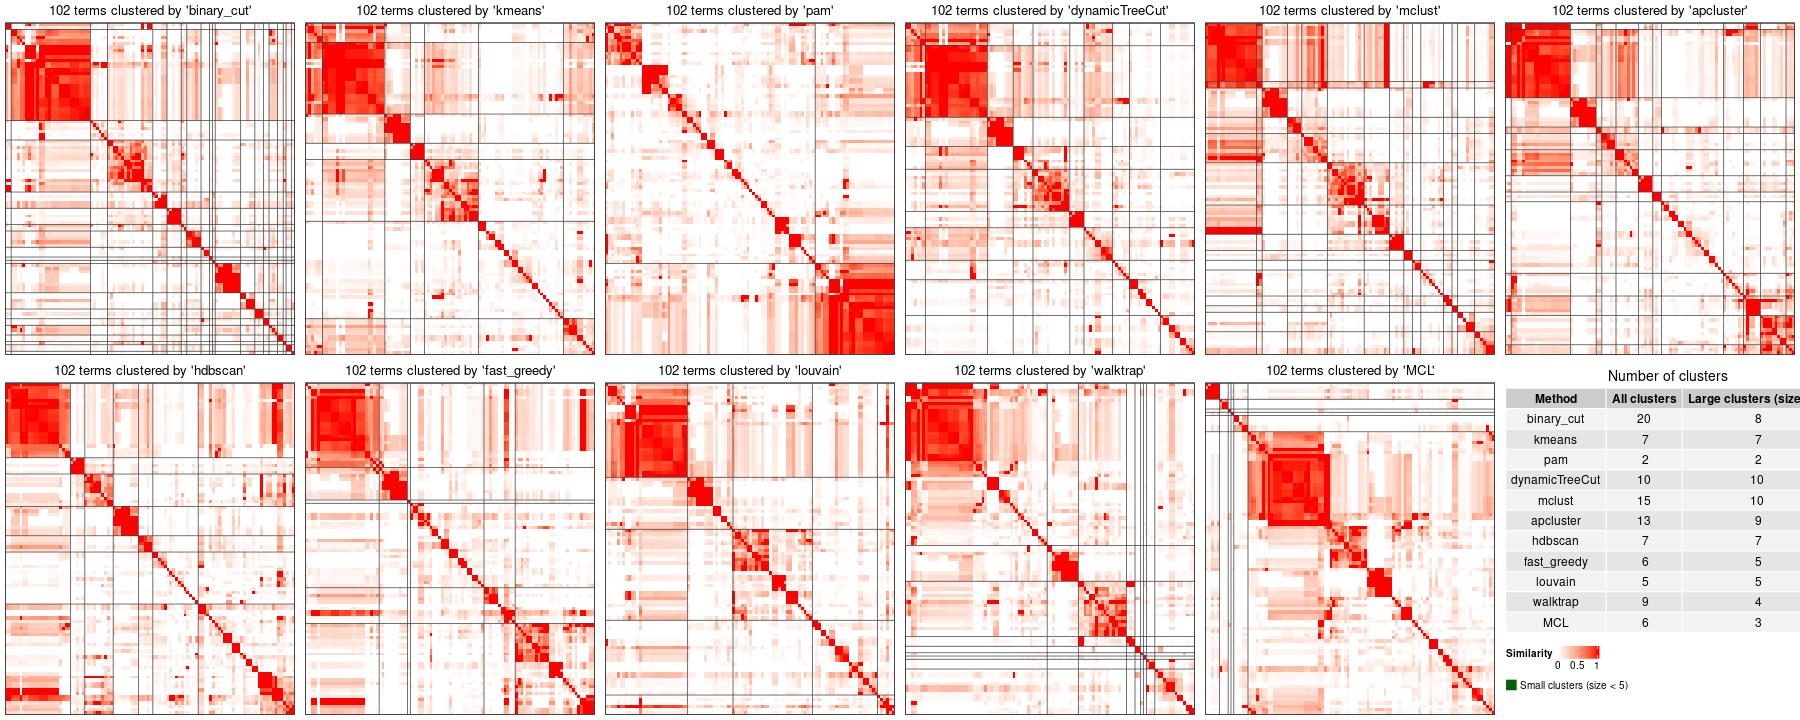 102 terms clustered by 'binary_cut'
102 terms clustered by 'kmeans'
102 terms clustered by 'pam'
102 terms clustered by 'dynamicTreeCut'
102 terms clustered by 'mclust'
102 terms clustered by 'apcluster'
102 terms clustered by 'hdbscan'
102 terms clustered by 'fast_greedy'
102 terms clustered by 'louvain'
102 terms clustered by 'walktrap'
102 terms clustered by 'MCL'
Number of clusters
Method All clusters Large clusters (size
binary_cut 20 8
kmeans 7 7
pam 2 2
dynamicTreeCut 10 10
mclust 15 10
apcluster 13 9
hdbscan 7 7
fast_greedy 6 5
louvain 5 5
walktrap 9 4
MCL 6 3
Similarity
0 0.5 1
Small clusters (size < 5)